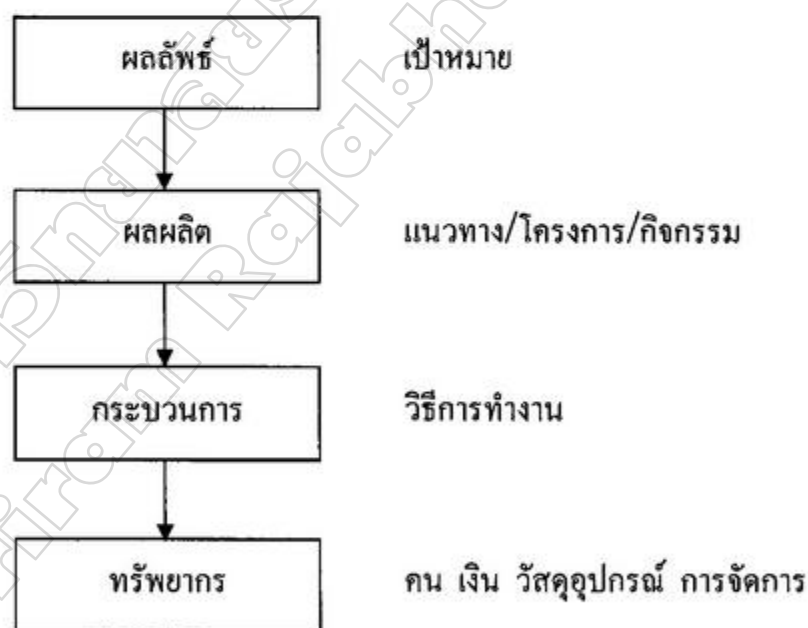 ผลลัพธ์ เป้าหมาย
ผลผลิต แนวทาง/โครงการ/กิจกรรม
กระบวนการ วิธีการทำงาน
ทรัพยากร คน เงิน วัสดุอุปกรณ์ การจัดการ